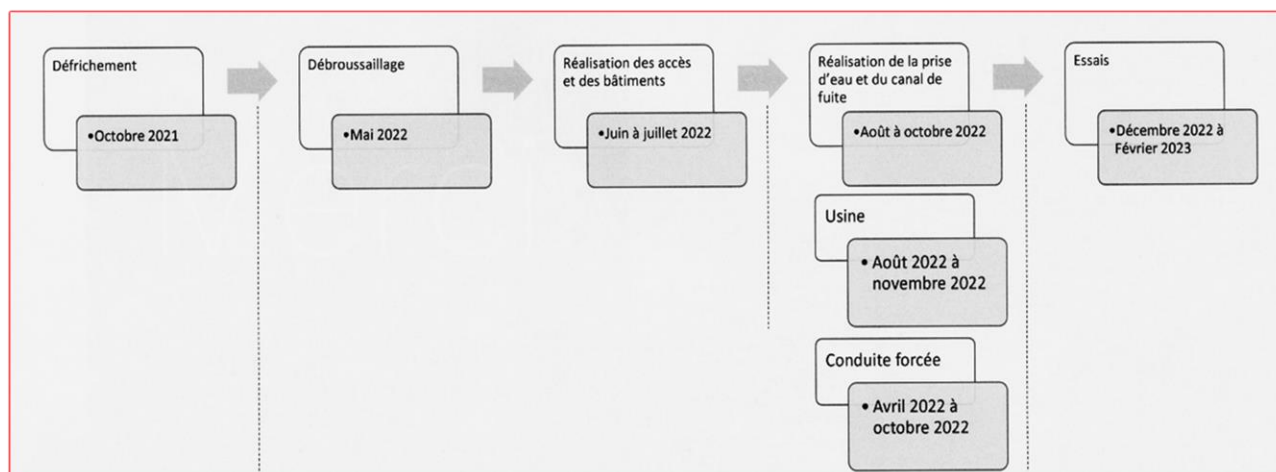 Défrichement
•Octobre 2021
Débroussaillage
•Mai 2022
Réalisation des accès
et des bâtiments
•Juin à juillet 2022
Réalisation de la prise
d'eau et du canal de
fuite
•Août à octobre 2022
Usine
• Août 2022 à
novembre 2022
Conduite forcée
• Avril 2022 à
octobre 2022
Essais
•Décembre 2022 à
Février 2023